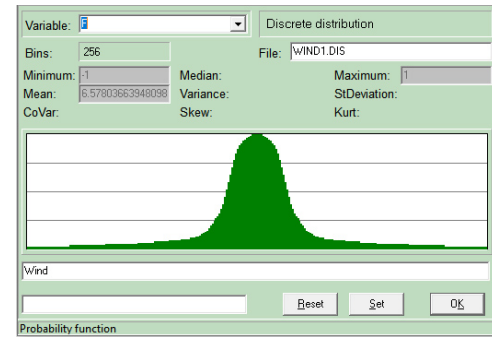 Variable: F Discrete distribution
Bins: 256 File: WIND1.DIS
Minimum: -1 Median: Maximum: 1
Mean: 6.57803663948098 Variance: StDeviation:
CoVar: Skew: Kurt:
Wind
Reset Set OK
Probability function